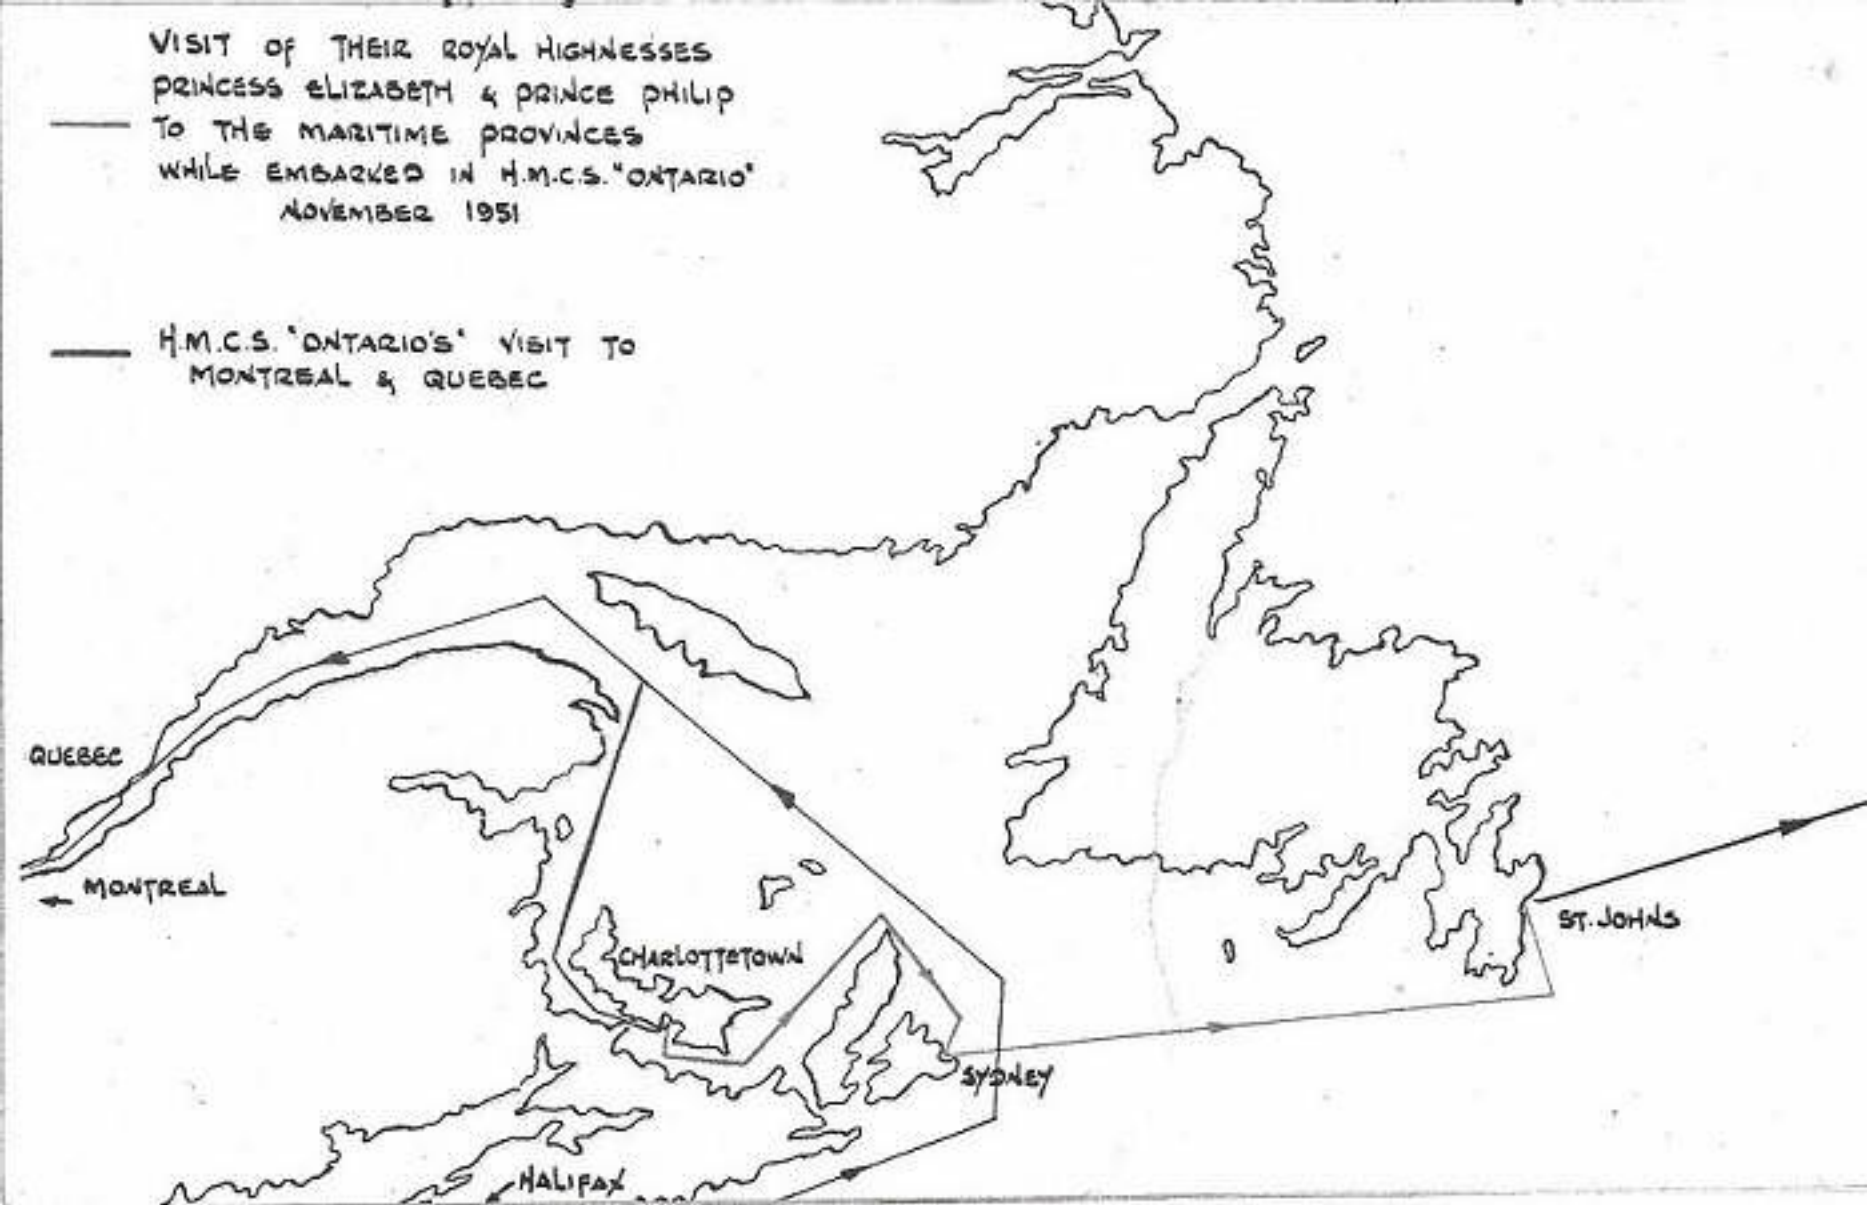 VISIT OF THEIR ROYAL HIGHNESSES
PRINCESS ELIZABETH & PRINCE PHILIP
TO THE MARITIME PROVINCES
WHILE EMBARKED IN H.M.C.S. "ONTARIO"
NOVEMBER 1951
H.M.C.S. "ONTARIO'S" VISIT TO
MONTREAL & QUEBEC
QUEBEC
MONTREAL
CHARLOTTETOWN
ST. JOHNS
SYDNEY
HALIFAX